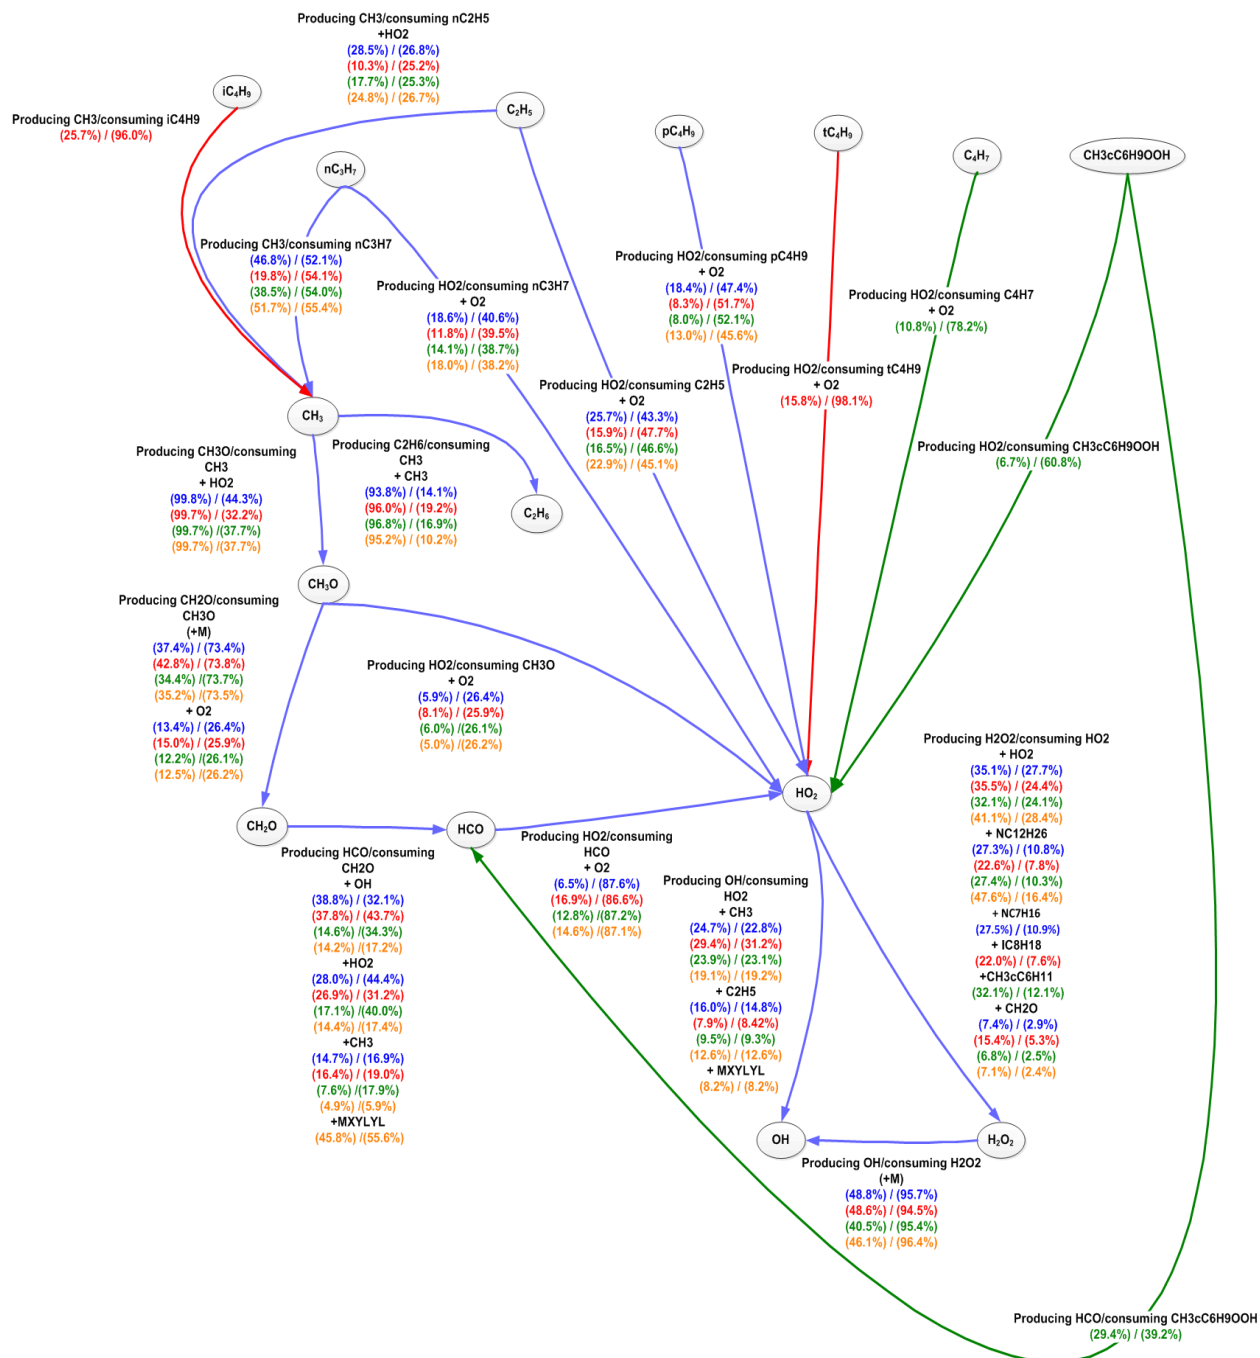 Producing CH3/consuming nC2H5
+HO2
(28.5%) / (26.8%)
(10.3%) / (25.2%)
(17.7%) / (25.3%)
(24.8%) / (26.7%)
iC₄H₉
Producing CH3/consuming iC4H9
(25.7%) / (96.0%)
C₂H₅
pC₄H₉
tC₄H₉
C₄H₇
CH3cC6H9OOH
nC₃H₇
Producing CH3/consuming nC3H7
(46.8%) / (52.1%)
(19.8%) / (54.1%)
(38.5%) / (54.0%)
(51.7%) / (55.4%)
Producing HO2/consuming nC3H7
+ O2
(18.6%) / (40.6%)
(11.8%) / (39.5%)
(14.1%) / (38.7%)
(18.0%) / (38.2%)
Producing HO2/consuming pC4H9
+ O2
(18.4%) / (47.4%)
(8.3%) / (51.7%)
(8.0%) / (52.1%)
(13.0%) / (45.6%)
Producing HO2/consuming C4H7
+ O2
(10.8%) / (78.2%)
Producing HO2/consuming tC4H9
+ O2
(15.8%) / (98.1%)
Producing HO2/consuming C2H5
+ O2
(25.7%) / (43.3%)
(15.9%) / (47.7%)
(16.5%) / (46.6%)
(22.9%) / (45.1%)
Producing HO2/consuming CH3cC6H9OOH
(6.7%) / (60.8%)
CH₃
Producing CH3O/consuming
CH3
+ HO2
(99.8%) / (44.3%)
(99.7%) / (32.2%)
(99.7%) /(37.7%)
(99.7%) /(37.7%)
Producing C2H6/consuming
CH3
+ CH3
(93.8%) / (14.1%)
(96.0%) / (19.2%)
(96.8%) / (16.9%)
(95.2%) / (10.2%)
C₂H₆
CH₃O
Producing CH2O/consuming
CH3O
(+M)
(37.4%) / (73.4%)
(42.8%) / (73.8%)
(34.4%) /(73.7%)
(35.2%) /(73.5%)
+ O2
(13.4%) / (26.4%)
(15.0%) / (25.9%)
(12.2%) /(26.1%)
(12.5%) /(26.2%)
Producing HO2/consuming CH3O
+ O2
(5.9%) / (26.4%)
(8.1%) / (25.9%)
(6.0%) /(26.1%)
(5.0%) /(26.2%)
CH₂O
HCO
HO₂
Producing HCO/consuming
CH2O
+ OH
(38.8%) / (32.1%)
(37.8%) / (43.7%)
(14.6%) /(34.3%)
(14.2%) /(17.2%)
+HO2
(28.0%) / (44.4%)
(26.9%) / (31.2%)
(17.1%) /(40.0%)
(14.4%) /(17.4%)
+CH3
(14.7%) / (16.9%)
(16.4%) / (19.0%)
(7.6%) /(17.9%)
(4.9%) /(5.9%)
+MXYLYL
(45.8%) /(55.6%)
Producing HO2/consuming
HCO
+ O2
(6.5%) / (87.6%)
(16.9%) / (86.6%)
(12.8%) /(87.2%)
(14.6%) /(87.1%)
Producing OH/consuming
HO2
+ CH3
(24.7%) / (22.8%)
(29.4%) / (31.2%)
(23.9%) / (23.1%)
(19.1%) / (19.2%)
+ C2H5
(16.0%) / (14.8%)
(7.9%) / (8.42%)
(9.5%) / (9.3%)
(12.6%) / (12.6%)
+ MXYLYL
(8.2%) / (8.2%)
Producing H2O2/consuming HO2
+ HO2
(35.1%) / (27.7%)
(35.5%) / (24.4%)
(32.1%) / (24.1%)
(41.1%) / (28.4%)
+ NC12H26
(27.3%) / (10.8%)
(22.6%) / (7.8%)
(27.4%) / (10.3%)
(47.6%) / (16.4%)
+ NC7H16
(27.5%) / (10.9%)
+ IC8H18
(22.0%) / (7.6%)
+CH3cC6H11
(32.1%) / (12.1%)
+ CH2O
(7.4%) / (2.9%)
(15.4%) / (5.3%)
(6.8%) / (2.5%)
(7.1%) / (2.4%)
OH
H₂O₂
Producing OH/consuming H2O2
(+M)
(48.8%) / (95.7%)
(48.6%) / (94.5%)
(40.5%) / (95.4%)
(46.1%) / (96.4%)
Producing HCO/consuming CH3cC6H9OOH
(29.4%) / (39.2%)